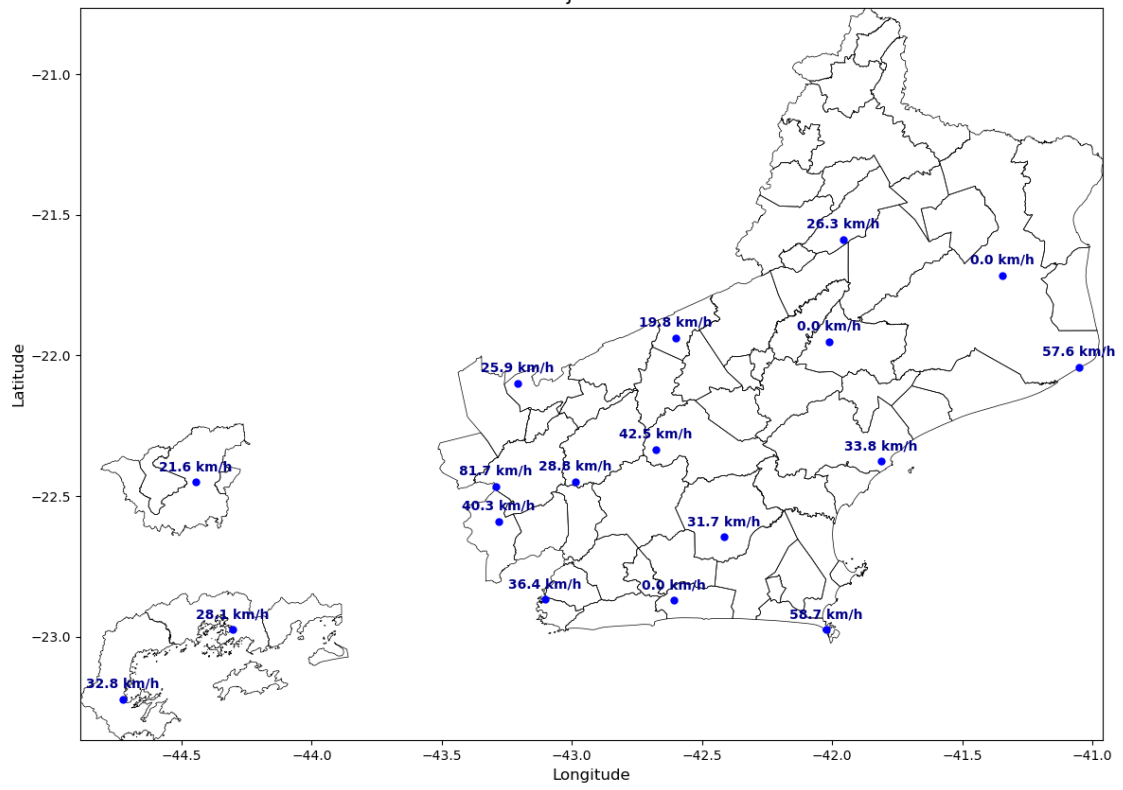 26.3 km/h
0.0 km/h
19.8 km/h
0.0 km/h
57.6 km/h
25.9 km/h
42.5 km/h
33.8 km/h
21.6 km/h
81.7 km/h
28.8 km/h
40.3 km/h
31.7 km/h
36.4 km/h
0.0 km/h
58.7 km/h
28.1 km/h
32.8 km/h
−21.0
−21.5
−22.0
−22.5
−23.0
Latitude
−44.5 −44.0 −43.5 −43.0 −42.5 −42.0 −41.5 −41.0
Longitude